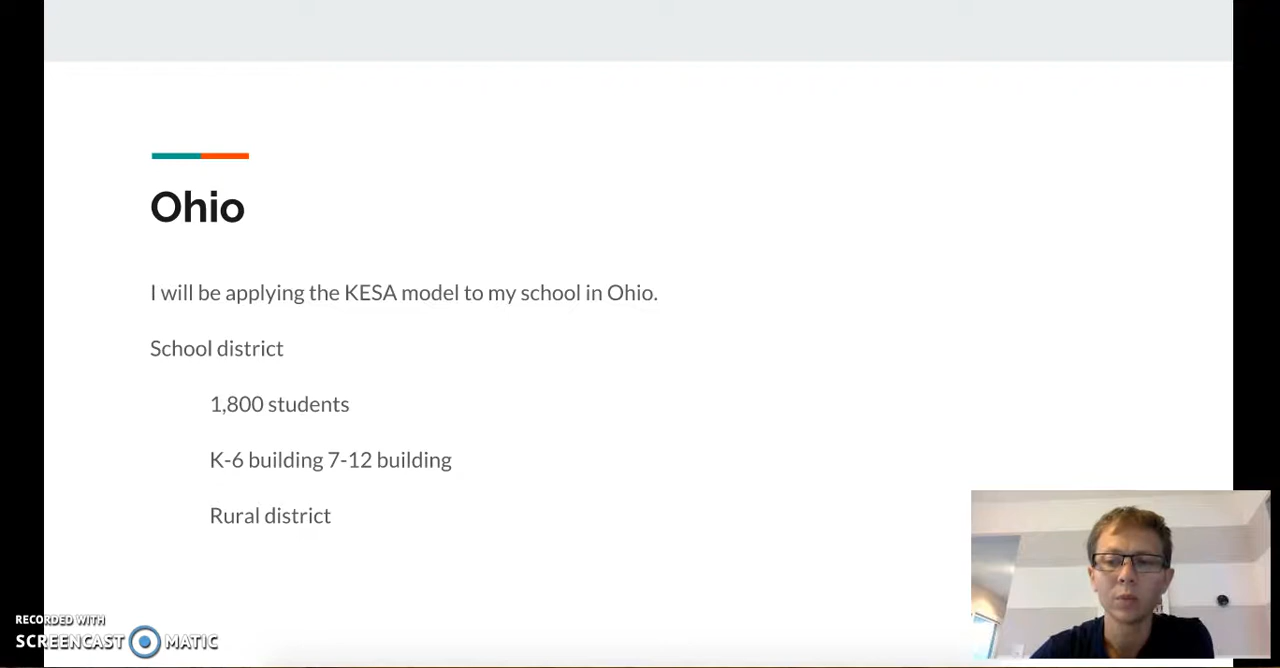 Ohio
I will be applying the KESA model to my school in Ohio.
School district
1,800 students
K-6 building 7-12 building
Rural district
RECORDED WITH
SCREENCAST MATIC